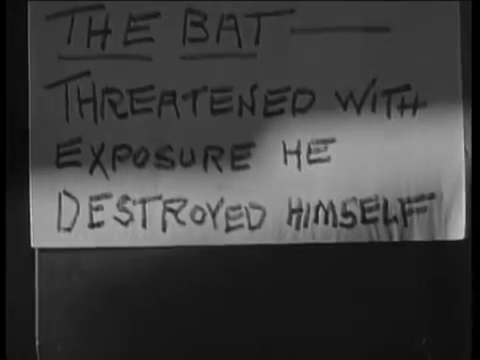 THE BAT —
THREATENED WITH
EXPOSURE HE
DESTROYED HIMSELF